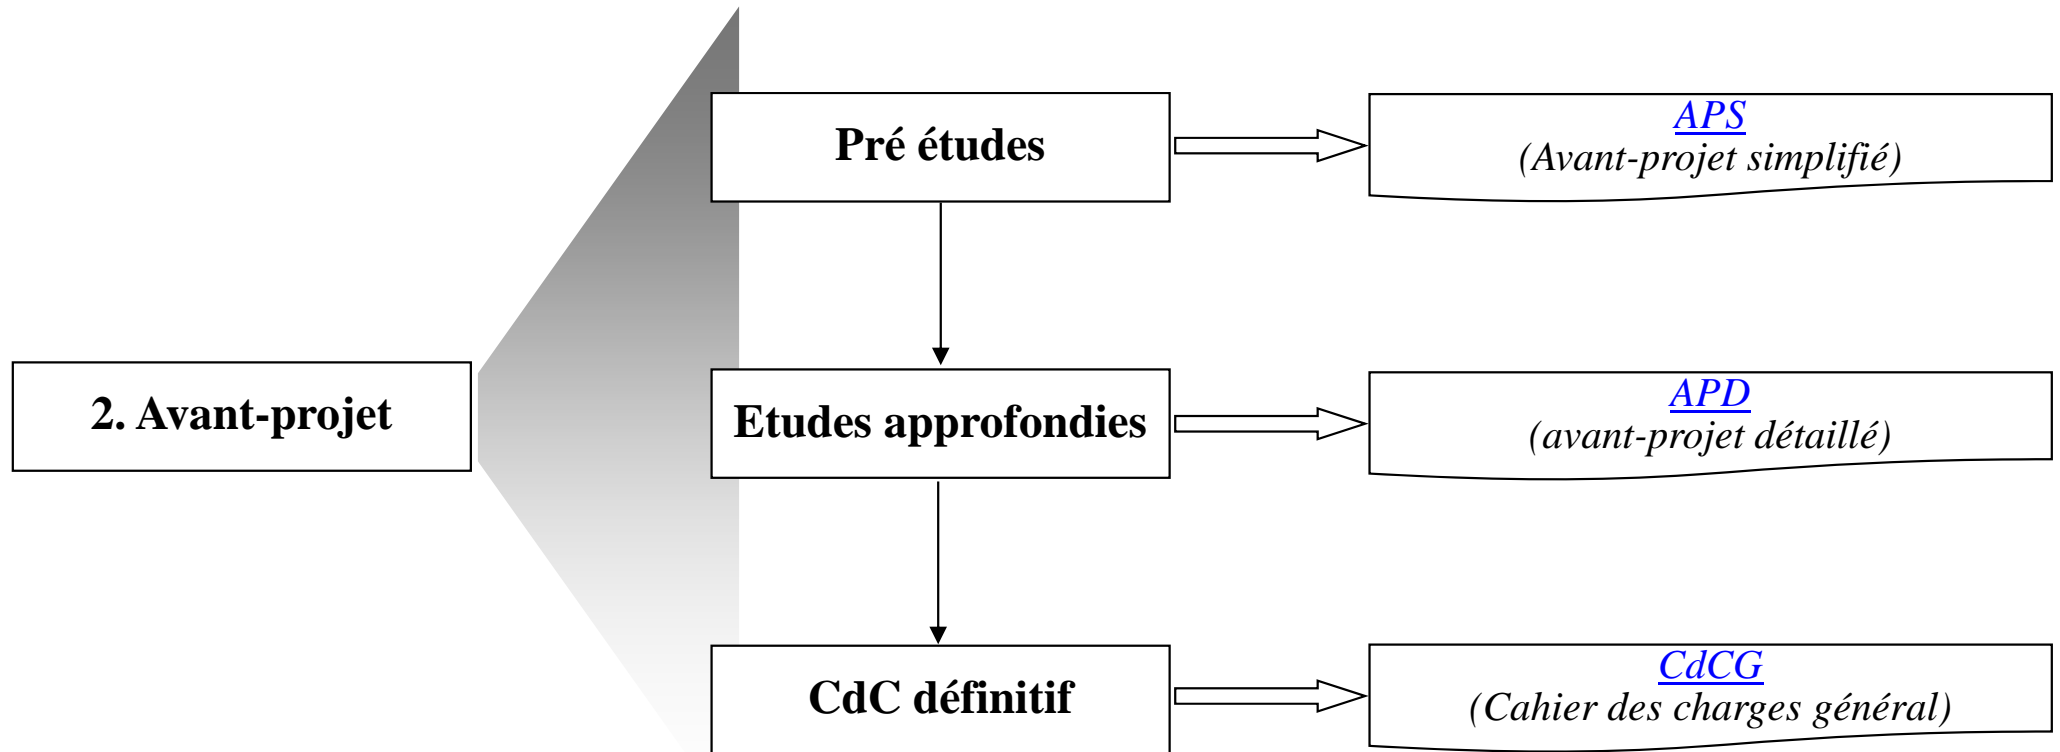 Pré études
APS
(Avant-projet simplifié)
2. Avant-projet
Etudes approfondies
APD
(avant-projet détaillé)
CdC définitif
CdCG
(Cahier des charges général)